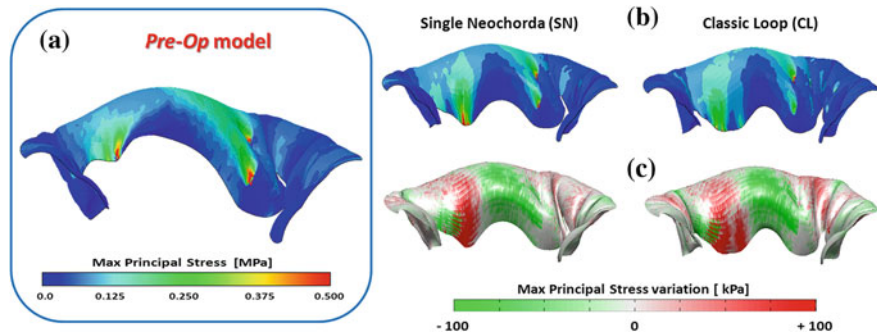 (a)
Pre-Op model
Max Principal Stress [MPa]
0.0 0.125 0.250 0.375 0.500
Single Neochorda (SN)
(b)
Classic Loop (CL)
(c)
Max Principal Stress variation [ kPa]
- 100 0 + 100